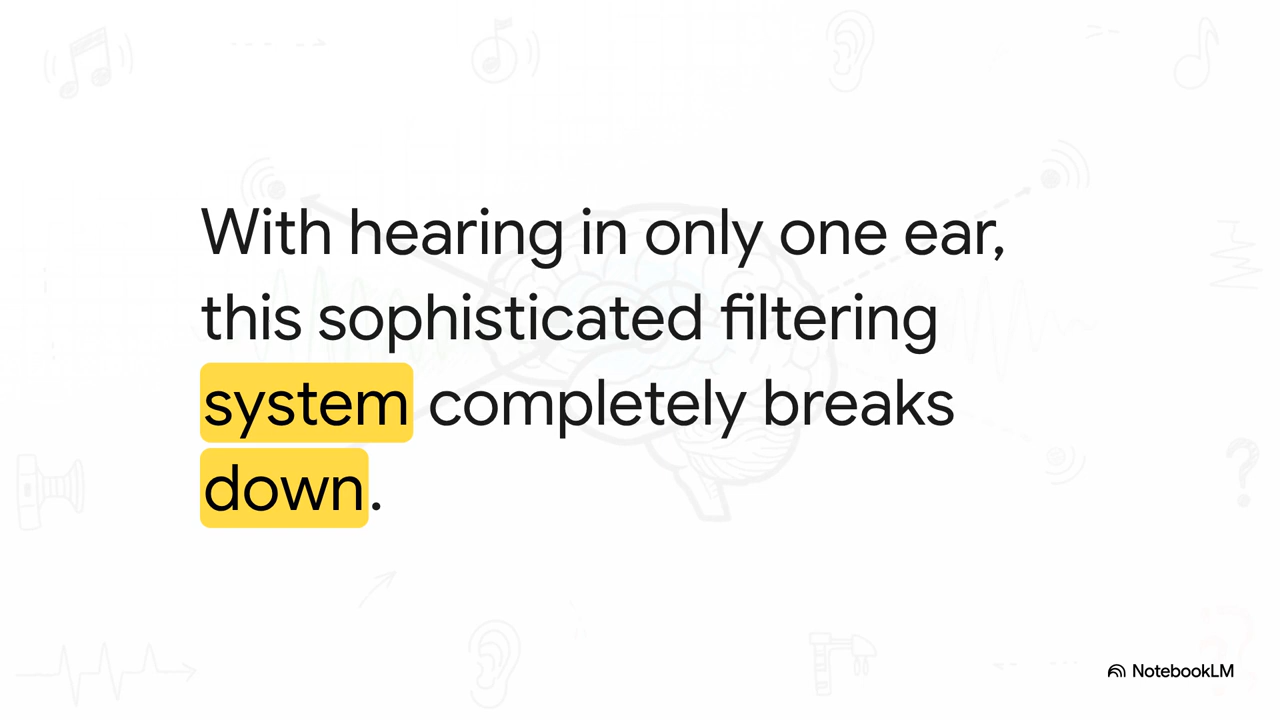 With hearing in only one ear,
this sophisticated filtering
system completely breaks
down.
NotebookLM